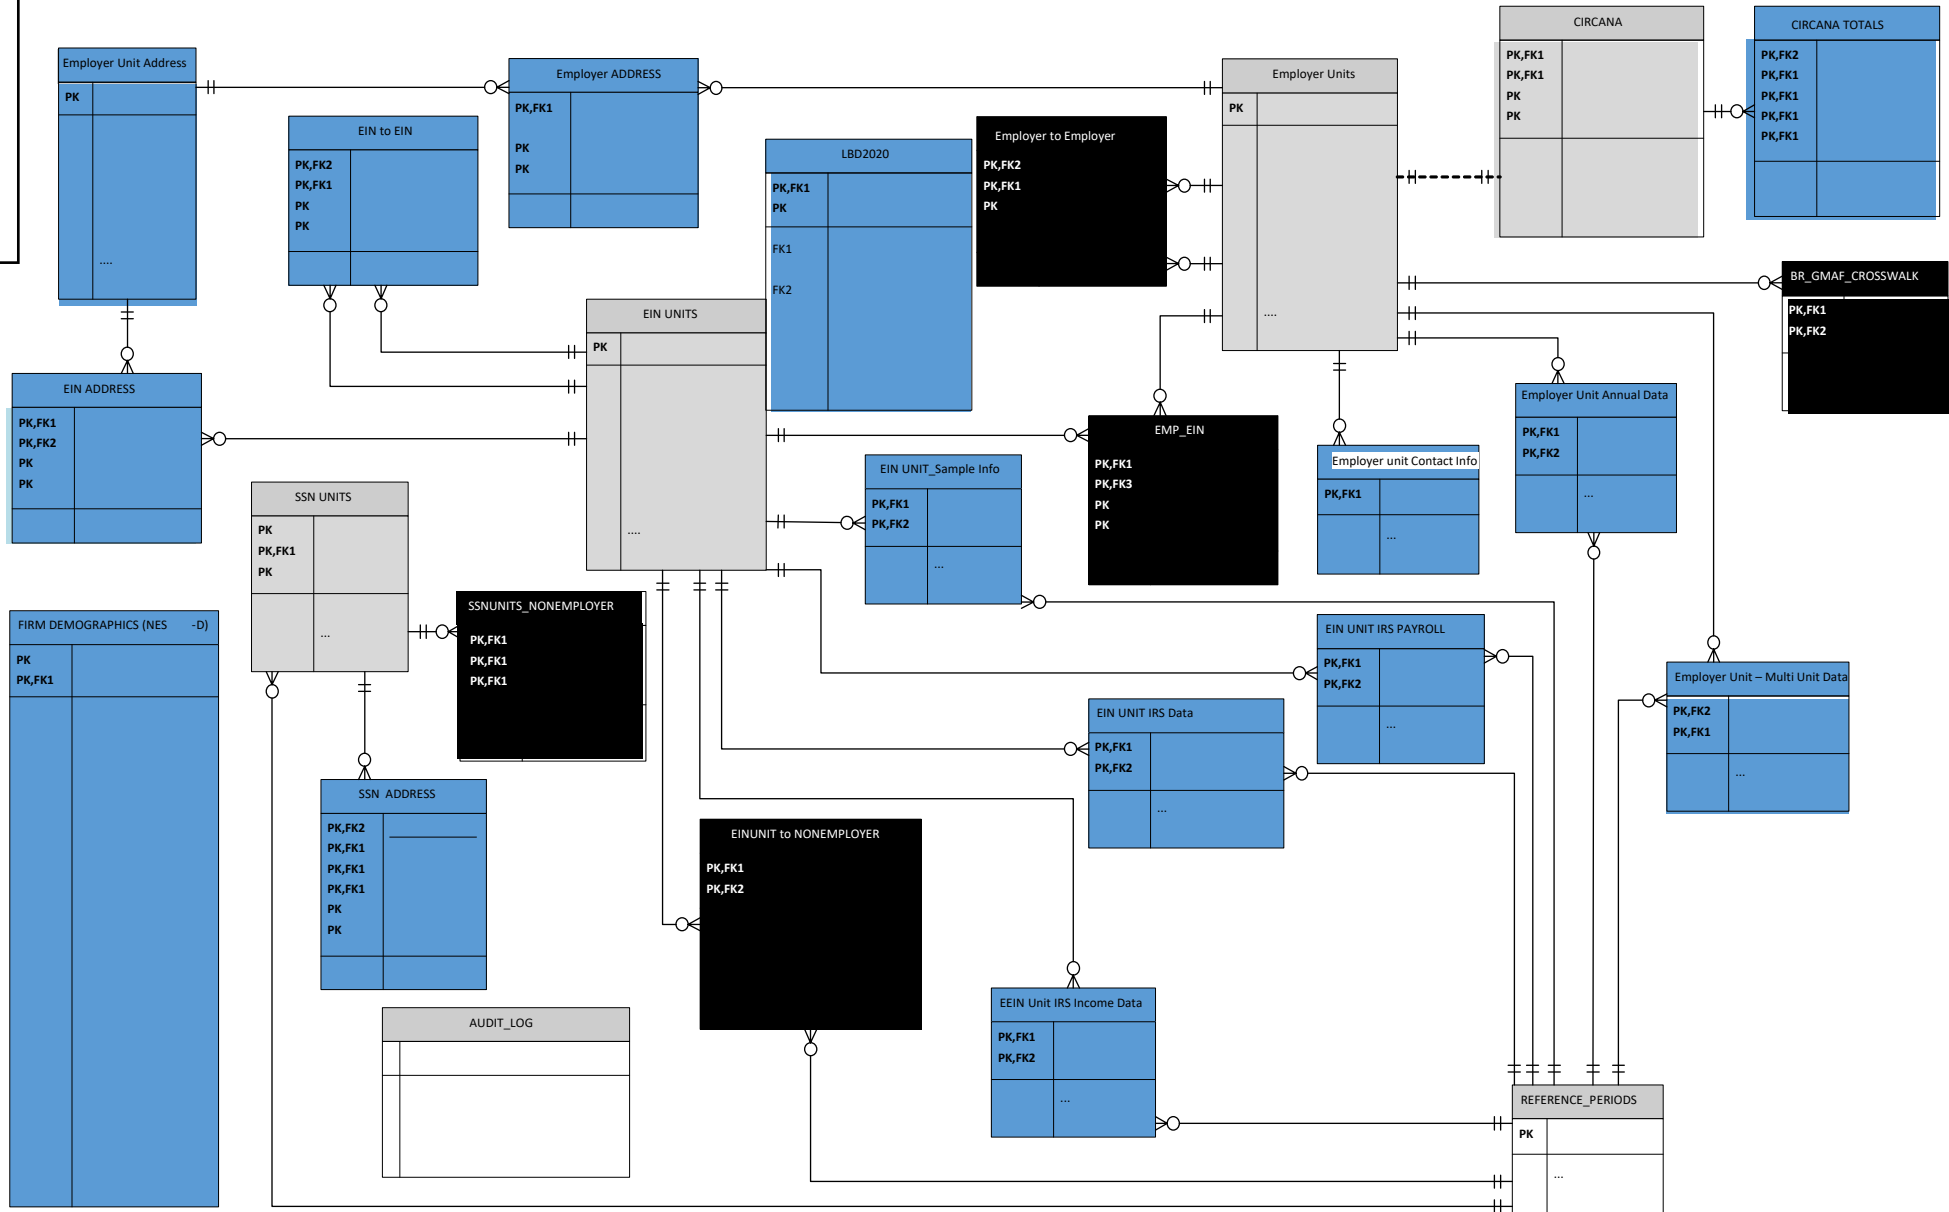 CIRCANA
PK,FK1
PK,FK1
PK
PK
CIRCANA TOTALS
PK,FK2
PK,FK1
PK,FK1
PK,FK1
PK,FK1
Employer Unit Address
PK
....
Employer ADDRESS
PK,FK1
PK
PK
Employer Units
PK
....
EIN to EIN
PK,FK2
PK,FK1
PK
PK
LBD2020
PK,FK1
PK
FK1
FK2
Employer to Employer
PK,FK2
PK,FK1
PK
BR_GMAF_CROSSWALK
PK,FK1
PK,FK2
EIN UNITS
PK
....
EIN ADDRESS
PK,FK1
PK,FK2
PK
PK
EMP_EIN
PK,FK1
PK,FK3
PK
PK
Employer unit Contact Info
PK,FK1
...
Employer Unit Annual Data
PK,FK1
PK,FK2
...
EIN UNIT_Sample Info
PK,FK1
PK,FK2
...
SSN UNITS
PK
PK,FK1
PK
...
SSNUNITS_NONEMPLOYER
PK,FK1
PK,FK1
PK,FK1
FIRM DEMOGRAPHICS (NES -D)
PK
PK,FK1
EIN UNIT IRS PAYROLL
PK,FK1
PK,FK2
...
Employer Unit – Multi Unit Data
PK,FK2
PK,FK1
...
EIN UNIT IRS Data
PK,FK1
PK,FK2
...
SSN ADDRESS
PK,FK2
PK,FK1
PK,FK1
PK,FK1
PK
PK
EINUNIT to NONEMPLOYER
PK,FK1
PK,FK2
EEIN Unit IRS Income Data
PK,FK1
PK,FK2
...
AUDIT_LOG
REFERENCE_PERIODS
PK
...